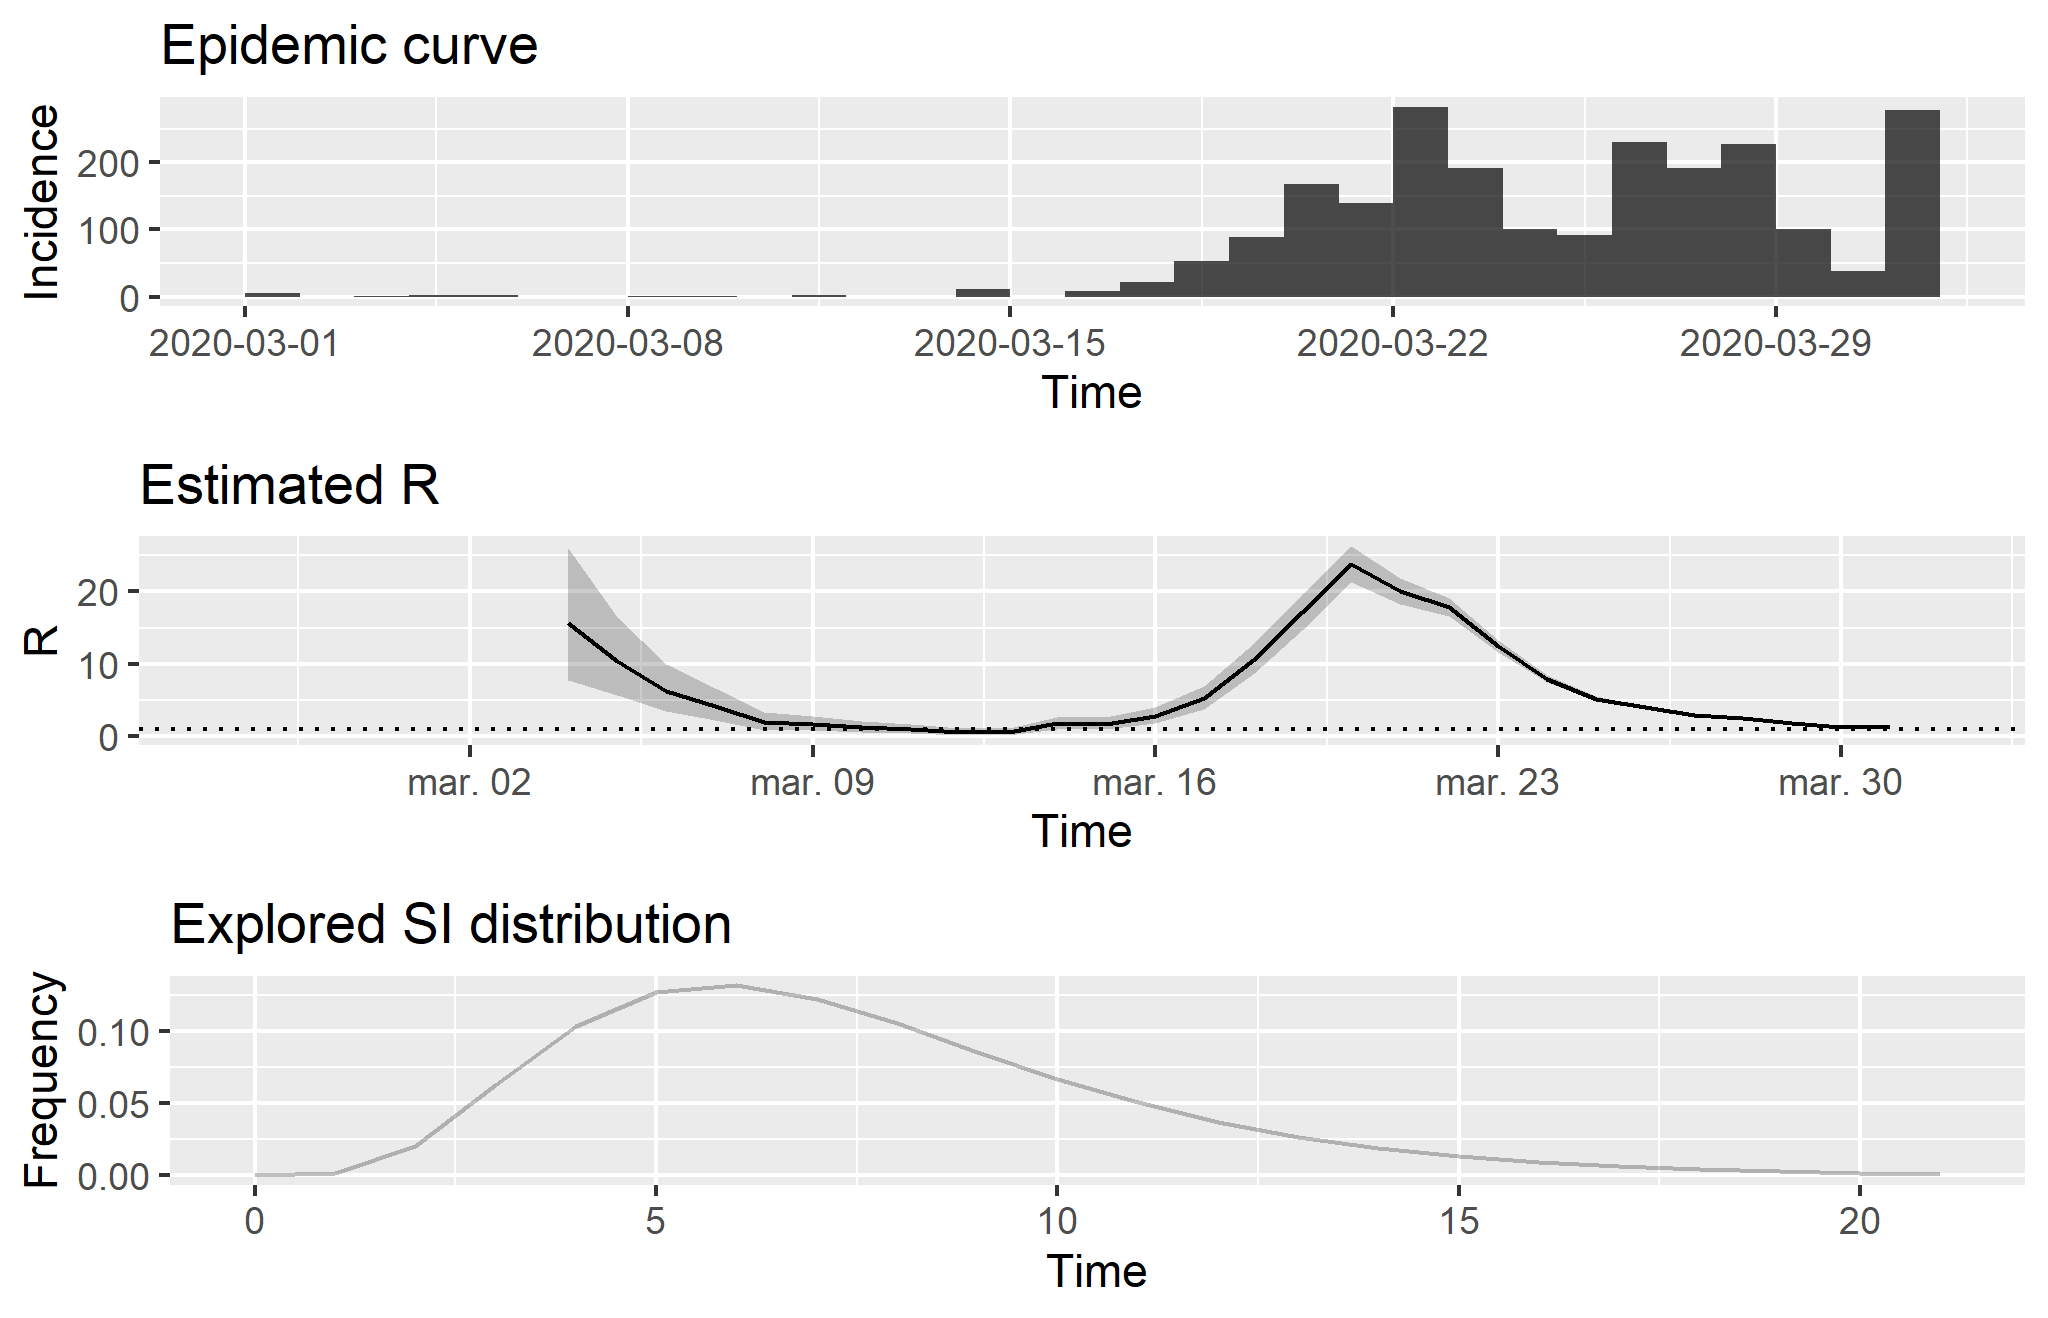 Epidemic curve
Incidence
200
100
0
2020-03-01 2020-03-08 2020-03-15 2020-03-22 2020-03-29
Time
Estimated R
R
20
10
0
mar. 02 mar. 09 mar. 16 mar. 23 mar. 30
Time
Explored SI distribution
Frequency
0.10
0.05
0.00
0 5 10 15 20
Time